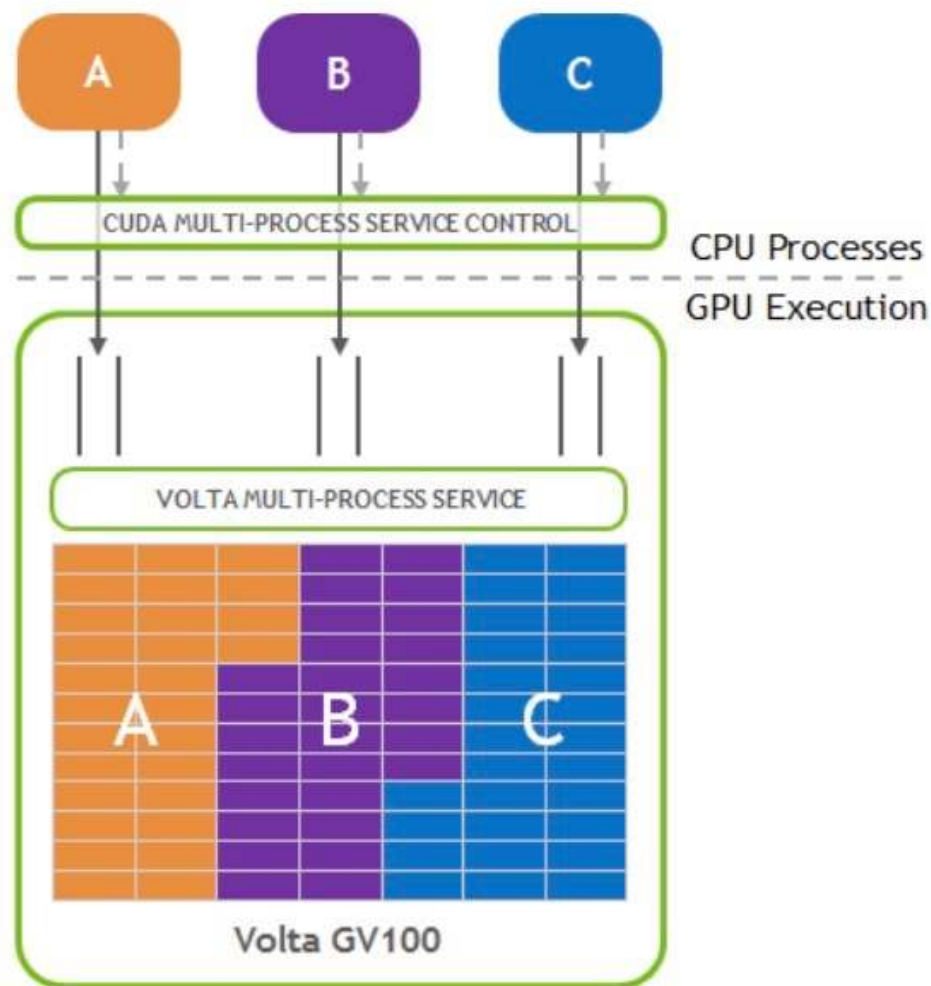 A
B
C
CUDA MULTI-PROCESS SERVICE CONTROL
CPU Processes
GPU Execution
VOLTA MULTI-PROCESS SERVICE
A
B
C
Volta GV100